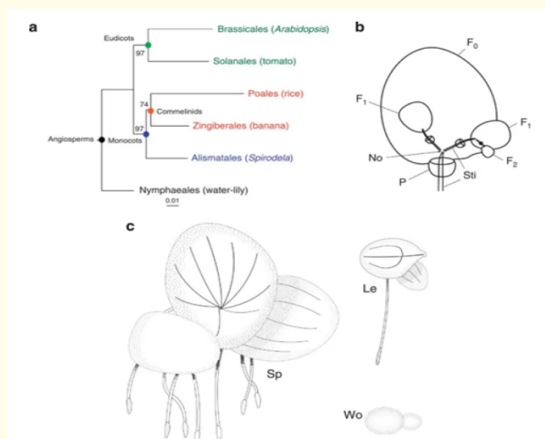 a
Eudicots
Brassicales (Arabidopsis)
97
Solanales (tomato)
Poales (rice)
74
Commelinids
97
Zingiberales (banana)
Angiosperms
Monocots
Alismatales (Spirodela)
Nymphaeales (water-lily)
0.01
b
F0
F1
F1
No
F2
P
Sti
c
Sp
Le
Wo